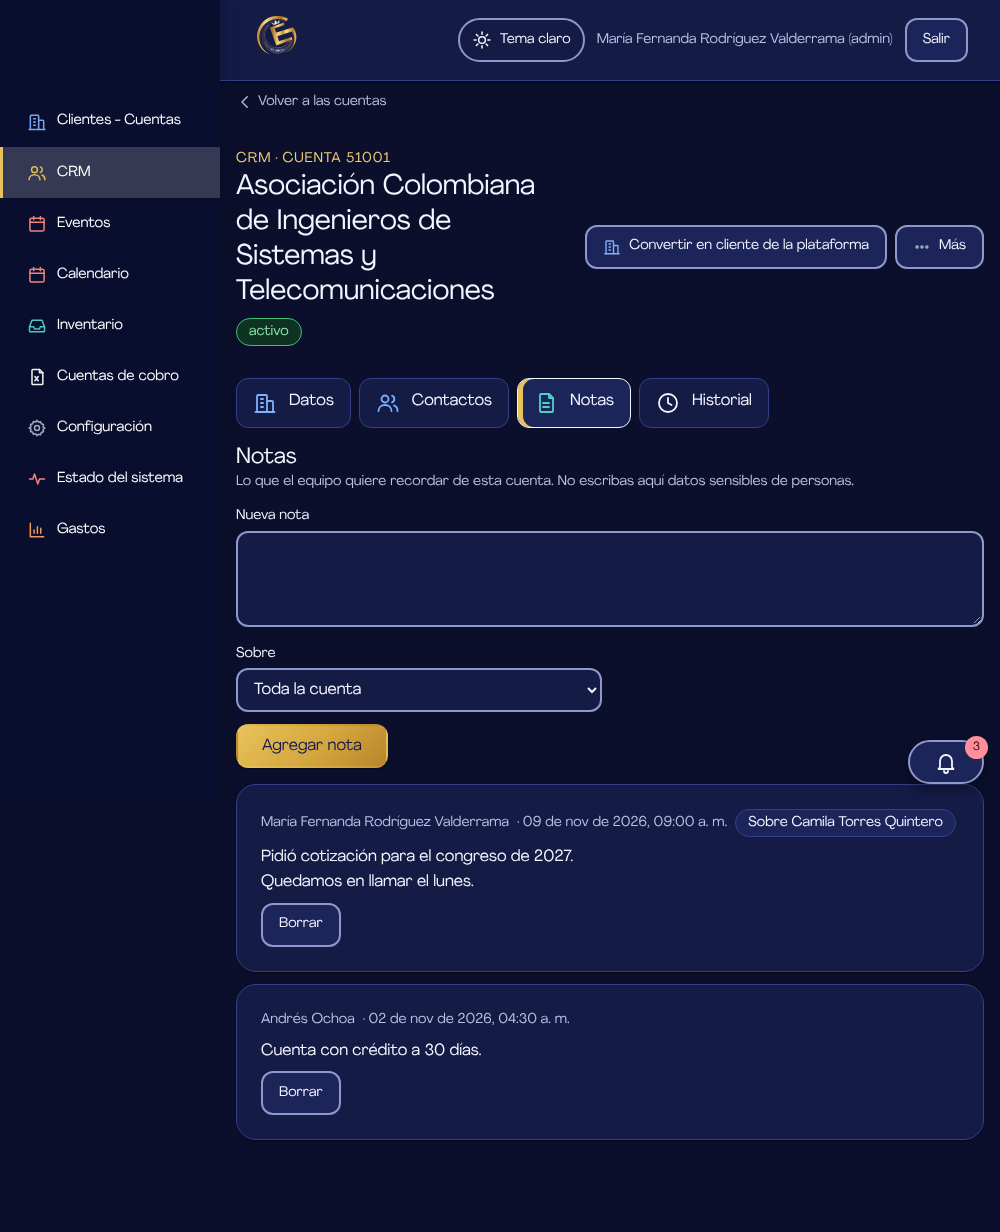 Tema claro
María Fernanda Rodríguez Valderrama (admin)
Salir
Clientes - Cuentas
CRM
Eventos
Calendario
Inventario
Cuentas de cobro
Configuración
Estado del sistema
Gastos
Volver a las cuentas
CRM · CUENTA 51001
Asociación Colombiana
de Ingenieros de
Sistemas y
Telecomunicaciones
activo
Convertir en cliente de la plataforma
Más
Datos
Contactos
Notas
Historial
Notas
Lo que el equipo quiere recordar de esta cuenta. No escribas aquí datos sensibles de personas.
Nueva nota
Sobre
Toda la cuenta
Agregar nota
3
María Fernanda Rodríguez Valderrama · 09 de nov de 2026, 09:00 a. m. Sobre Camila Torres Quintero
Pidió cotización para el congreso de 2027.
Quedamos en llamar el lunes.
Borrar
Andrés Ochoa · 02 de nov de 2026, 04:30 a. m.
Cuenta con crédito a 30 días.
Borrar